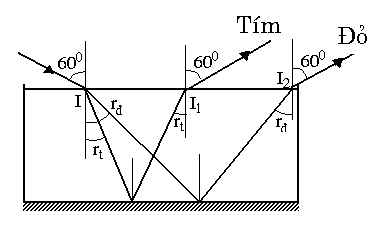 Tím
Đỏ
60⁰ 60⁰ 60⁰
I I₁ I₂
r_đ r_t r_đ
r_t